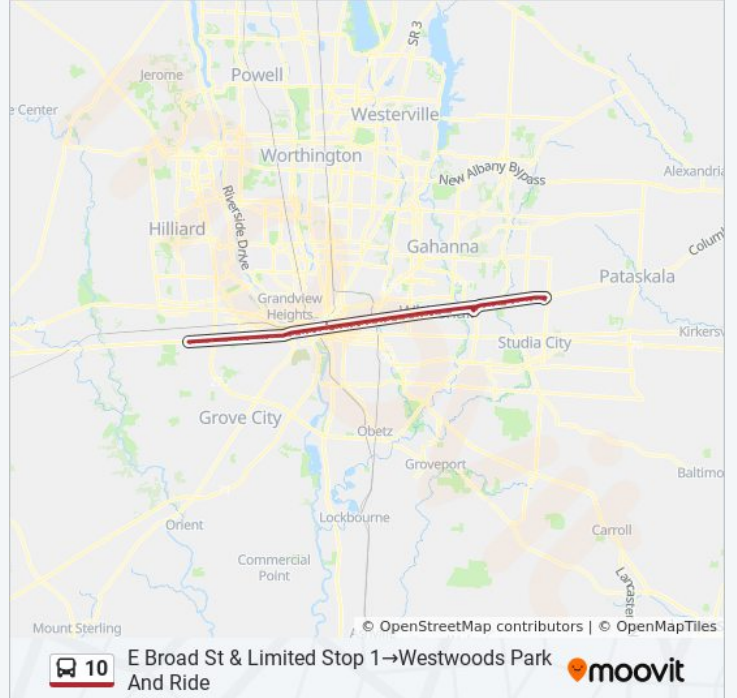 SR 3
Jerome
Powell
e Center
Westerville
Worthington
New Albany Bypass
Alexandria
Riverside Drive
Hilliard
Gahanna
Colum
Pataskala
Grandview
Heights
Kirkersv
Studia City
Grove City
Obetz
Groveport
Baltimo
Lockbourne
Orient
Carroll
Commercial
Point
Lancaster
Mount Sterling
© OpenStreetMap contributors | © OpenMapTiles
10
E Broad St & Limited Stop 1→Westwoods Park
And Ride
moovit